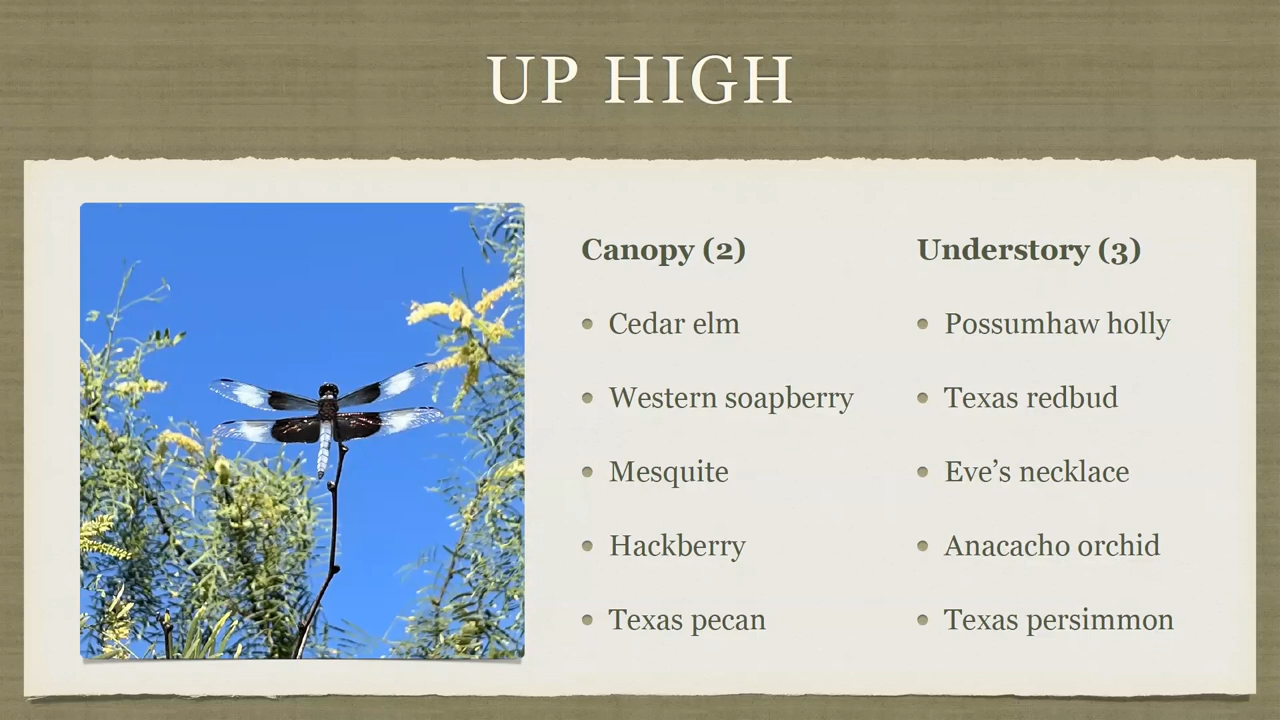 UP HIGH
Canopy (2)
Cedar elm
Western soapberry
Mesquite
Hackberry
Texas pecan
Understory (3)
Possumhaw holly
Texas redbud
Eve’s necklace
Anacacho orchid
Texas persimmon